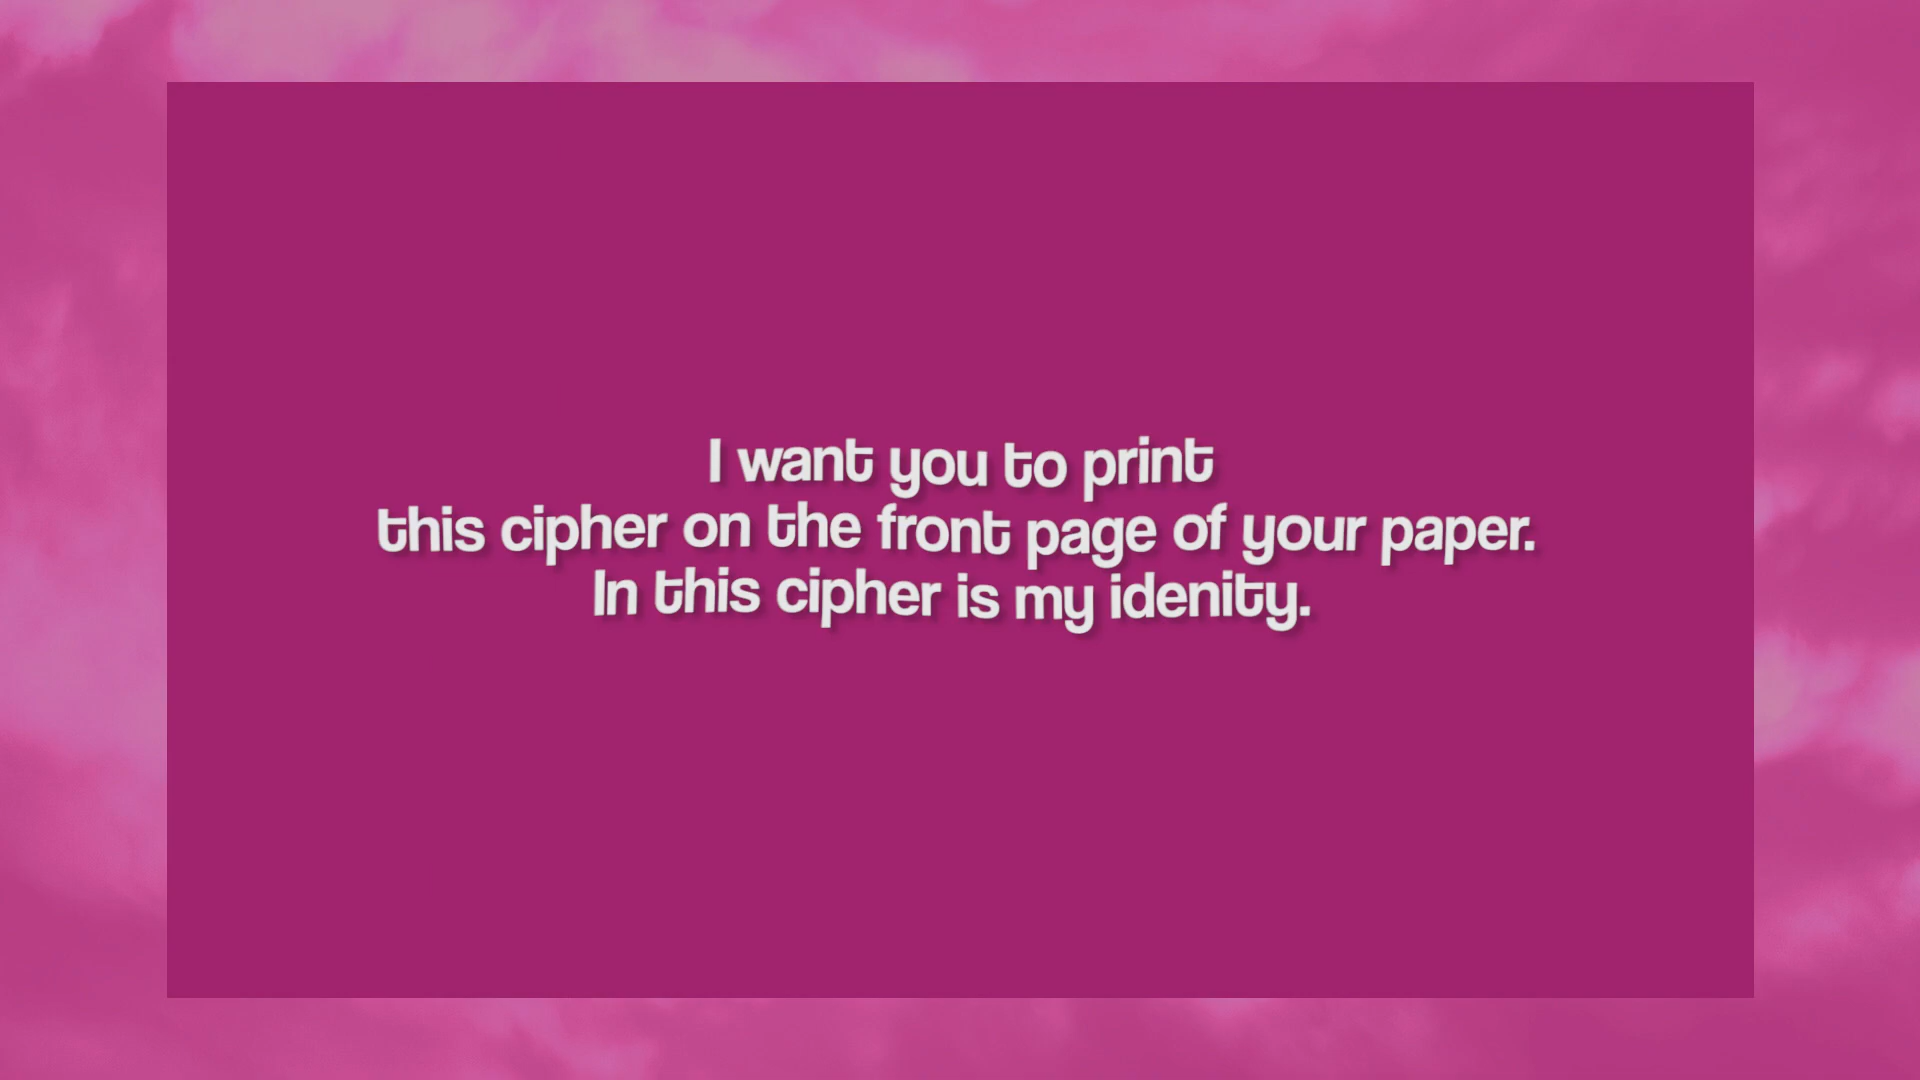 I want you to print
this cipher on the front page of your paper.
In this cipher is my idenity.